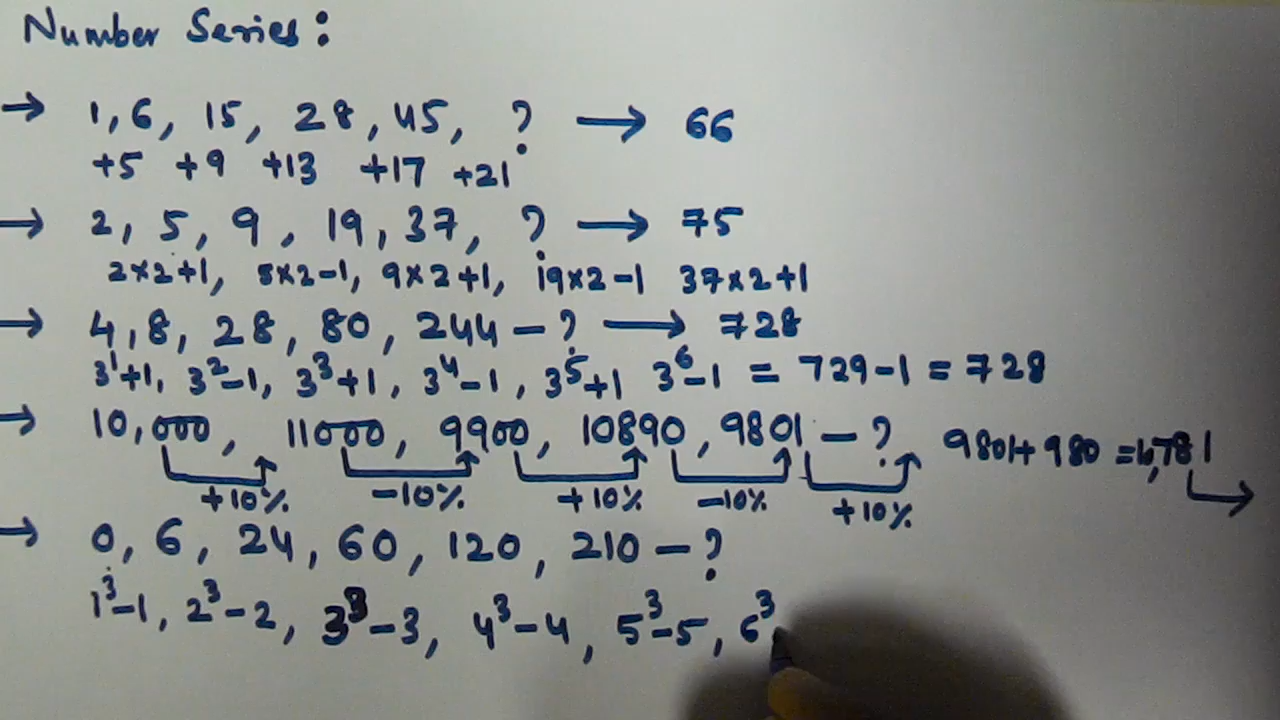 Number Series:
→ 1, 6, 15, 28, 45, ? → 66
+5 +9 +13 +17 +21
→ 2, 5, 9, 19, 37, ? → 75
2×2+1, 5×2-1, 9×2+1, 19×2-1 37×2+1
→ 4, 8, 28, 80, 244 - ? → 728
3¹+1, 3²-1, 3³+1, 3⁴-1, 3⁵+1 3⁶-1 = 729-1 = 728
→ 10,000, 11000, 9900, 10890, 9801 - ? 9801+980 = 1,781
+10% -10% +10% -10% +10%
→ 0, 6, 24, 60, 120, 210 - ?
1³-1, 2³-2, 3³-3, 4³-4, 5³-5, 6³